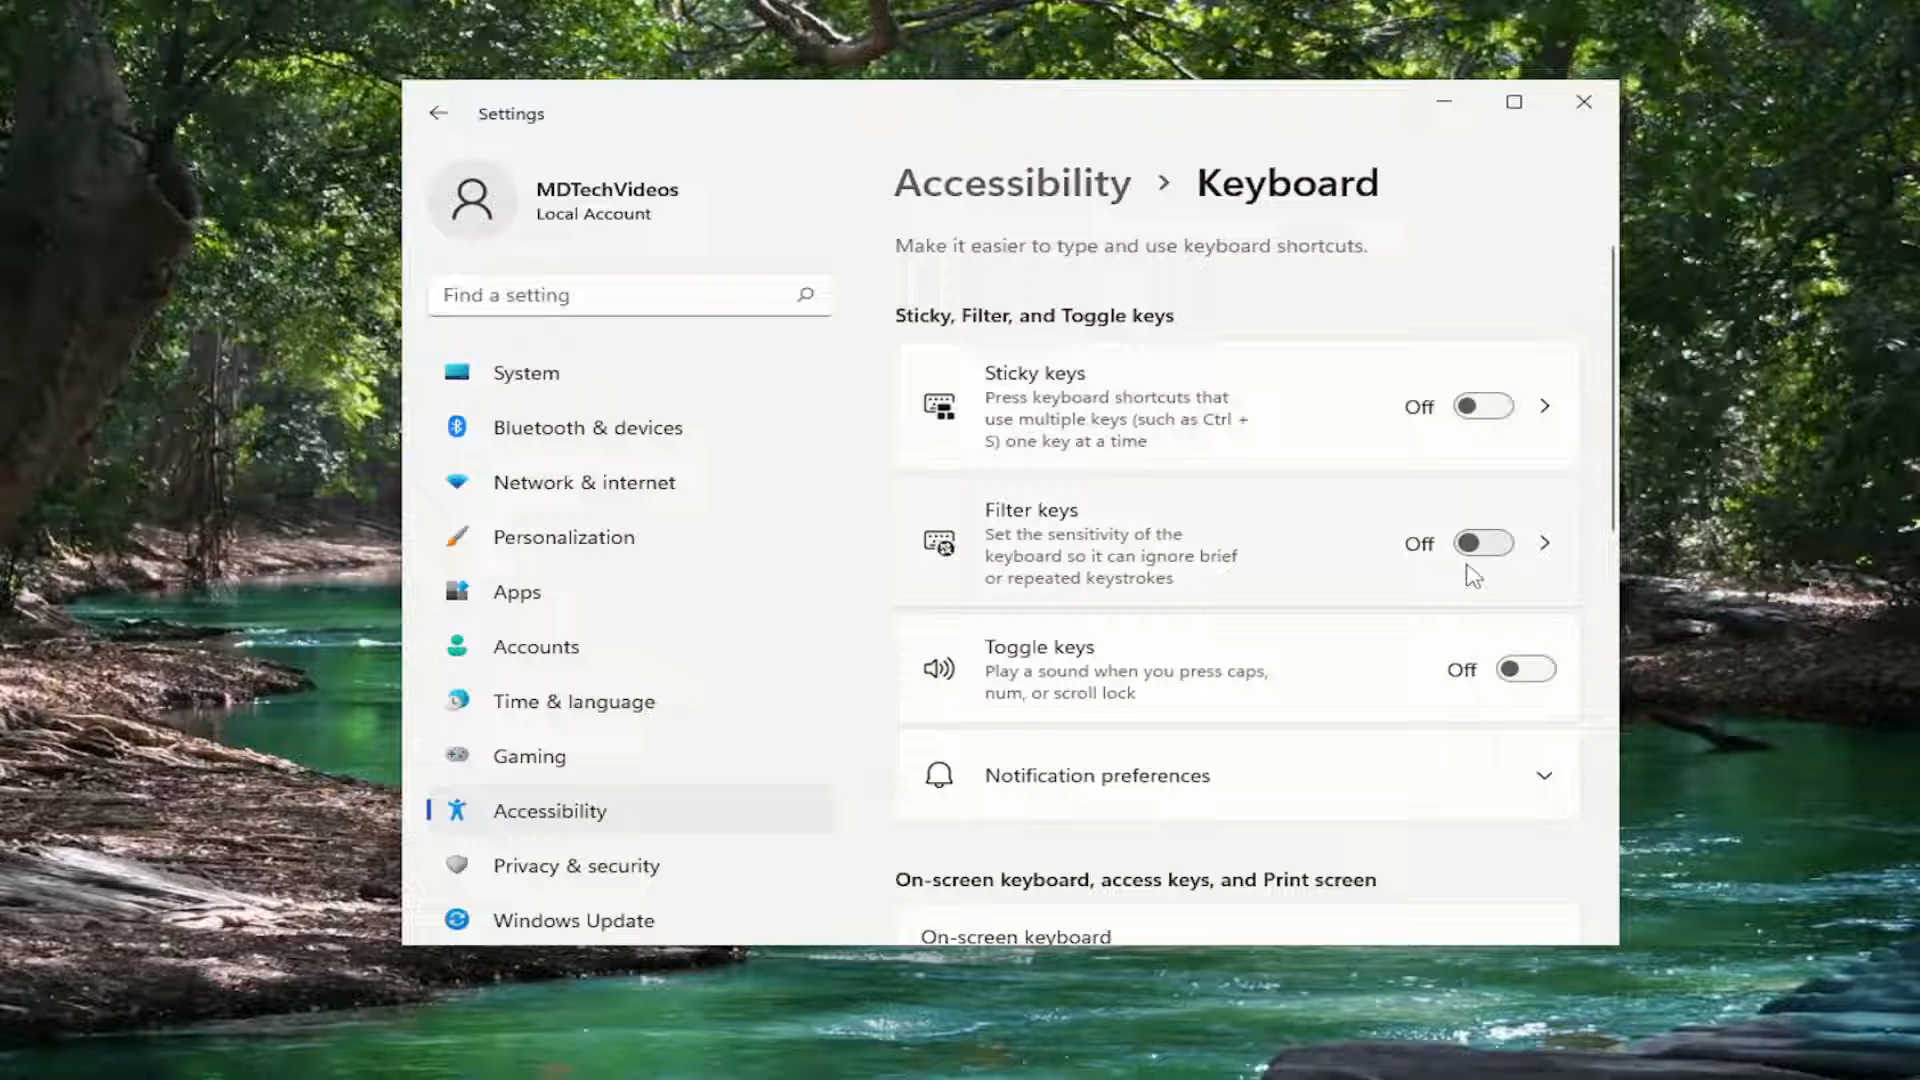 Settings
MDTechVideos
Local Account
Find a setting
System
Bluetooth & devices
Network & internet
Personalization
Apps
Accounts
Time & language
Gaming
Accessibility
Privacy & security
Windows Update
Accessibility > Keyboard
Make it easier to type and use keyboard shortcuts.
Sticky, Filter, and Toggle keys
Sticky keys
Press keyboard shortcuts that
use multiple keys (such as Ctrl +
S) one key at a time
Off
Filter keys
Set the sensitivity of the
keyboard so it can ignore brief
or repeated keystrokes
Off
Toggle keys
Play a sound when you press caps,
num, or scroll lock
Off
Notification preferences
On-screen keyboard, access keys, and Print screen
On-screen keyboard